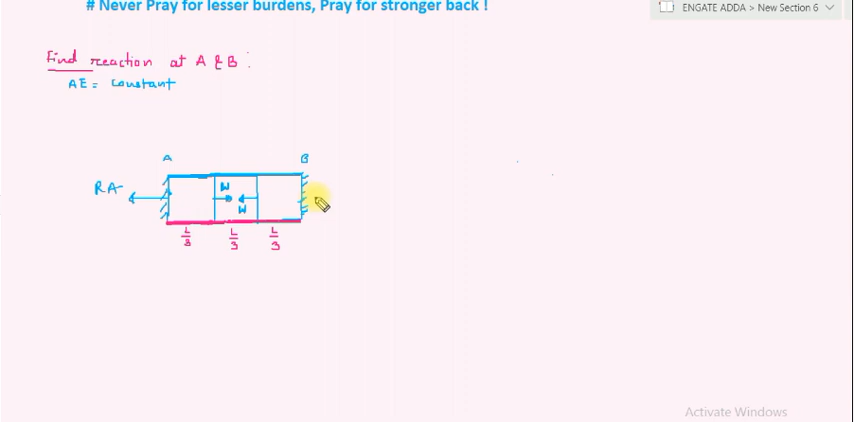 # Never Pray for lesser burdens, Pray for stronger back !
ENGATE ADDA > New Section 6
Find reaction at A & B :
AE = constant
A
B
RA
W
W
L/3
L/3
L/3
Activate Windows